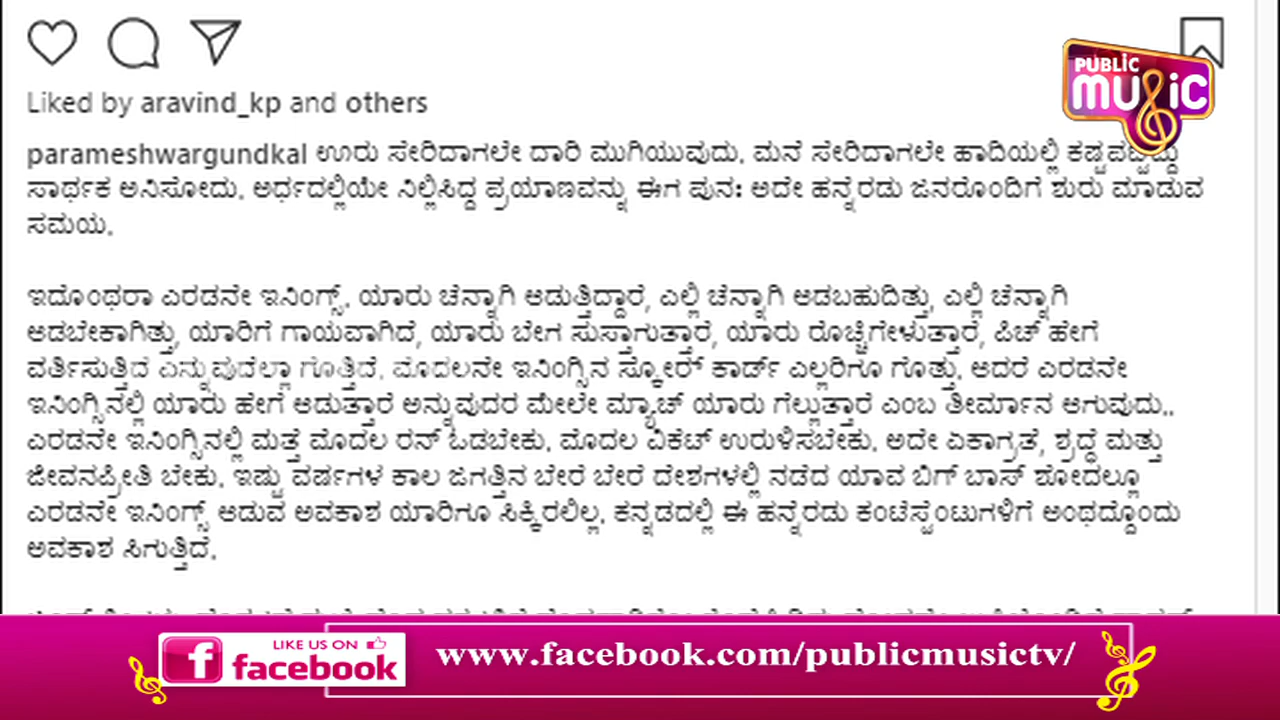 PUBLIC
MUSIC
Liked by aravind_kp and others
parameshwargundkal ಊರು ಸೇರಿದಾಗಲೇ ದಾರಿ ಮುಗಿಯುವುದು. ಮನೆ ಸೇರಿದಾಗಲೇ ಹಾದಿಯಲ್ಲಿ ಕಷ್ಟಪಟ್ಟಿದ್ದು
ಸಾರ್ಥಕ ಅನಿಸೋದು. ಅರ್ಧದಲ್ಲಿಯೇ ನಿಲ್ಲಿಸಿದ್ದ ಪ್ರಯಾಣವನ್ನು ಈಗ ಪುನಃ ಅದೇ ಹನ್ನೆರಡು ಜನರೊಂದಿಗೆ ಶುರು ಮಾಡುವ
ಸಮಯ.
ಇದೊಂಥರಾ ಎರಡನೇ ಇನಿಂಗ್ಸ್. ಯಾರು ಚೆನ್ನಾಗಿ ಆಡುತ್ತಿದ್ದಾರೆ, ಎಲ್ಲಿ ಚೆನ್ನಾಗಿ ಆಡಬಹುದಿತ್ತು, ಎಲ್ಲಿ ಚೆನ್ನಾಗಿ
ಆಡಬೇಕಾಗಿತ್ತು, ಯಾರಿಗೆ ಗಾಯವಾಗಿದೆ, ಯಾರು ಬೇಗ ಸುಸ್ತಾಗುತ್ತಾರೆ, ಯಾರು ರೊಚ್ಚಿಗೇಳುತ್ತಾರೆ, ಪಿಚ್ ಹೇಗೆ
ವರ್ತಿಸುತ್ತಿದೆ ಎನ್ನುವುದೆಲ್ಲಾ ಗೊತ್ತಿದೆ. ಮೊದಲನೇ ಇನಿಂಗ್ಸಿನ ಸ್ಕೋರ್ ಕಾರ್ಡ್ ಎಲ್ಲರಿಗೂ ಗೊತ್ತು. ಆದರೆ ಎರಡನೇ
ಇನಿಂಗ್ಸಿನಲ್ಲಿ ಯಾರು ಹೇಗೆ ಆಡುತ್ತಾರೆ ಅನ್ನುವುದರ ಮೇಲೇ ಮ್ಯಾಚ್ ಯಾರು ಗೆಲ್ಲುತ್ತಾರೆ ಎಂಬ ತೀರ್ಮಾನ ಆಗುವುದು..
ಎರಡನೇ ಇನಿಂಗ್ಸಿನಲ್ಲಿ ಮತ್ತೆ ಮೊದಲ ರನ್ ಓಡಬೇಕು. ಮೊದಲ ವಿಕೆಟ್ ಉರುಳಿಸಬೇಕು. ಅದೇ ಏಕಾಗ್ರತೆ, ಶ್ರದ್ಧೆ ಮತ್ತು
ಜೀವನಪ್ರೀತಿ ಬೇಕು. ಇಷ್ಟು ವರ್ಷಗಳ ಕಾಲ ಜಗತ್ತಿನ ಬೇರೆ ಬೇರೆ ದೇಶಗಳಲ್ಲಿ ನಡೆದ ಯಾವ ಬಿಗ್ ಬಾಸ್ ಶೋದಲ್ಲೂ
ಎರಡನೇ ಇನಿಂಗ್ಸ್ ಆಡುವ ಅವಕಾಶ ಯಾರಿಗೂ ಸಿಕ್ಕಿರಲಿಲ್ಲ. ಕನ್ನಡದಲ್ಲಿ ಈ ಹನ್ನೆರಡು ಕಂಟೆಸ್ಟೆಂಟುಗಳಿಗೆ ಅಂಥದ್ದೊಂದು
ಅವಕಾಶ ಸಿಗುತ್ತಿದೆ.
LIKE US ON
facebook
www.facebook.com/publicmusictv/